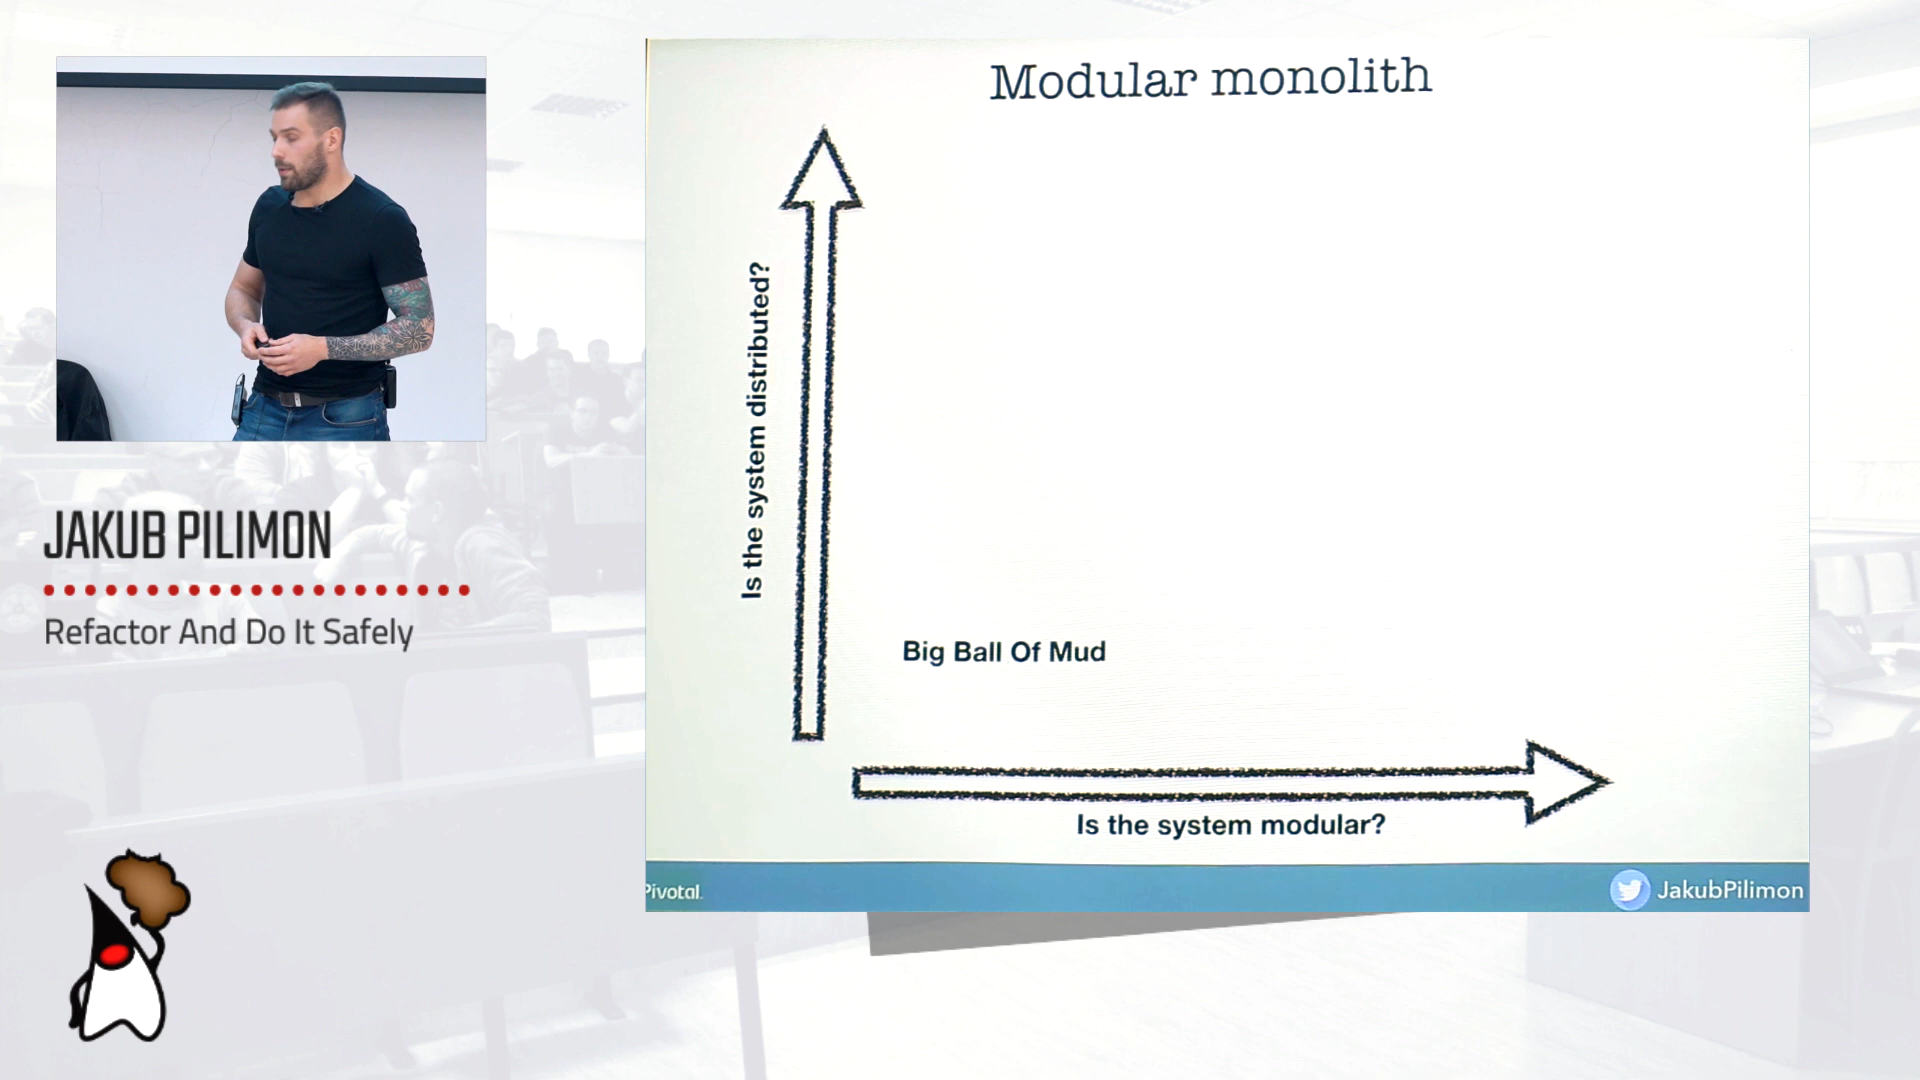 JAKUB PILIMON
Refactor And Do It Safely
Modular monolith
Is the system distributed?
Big Ball Of Mud
Is the system modular?
Pivotal.
JakubPilimon